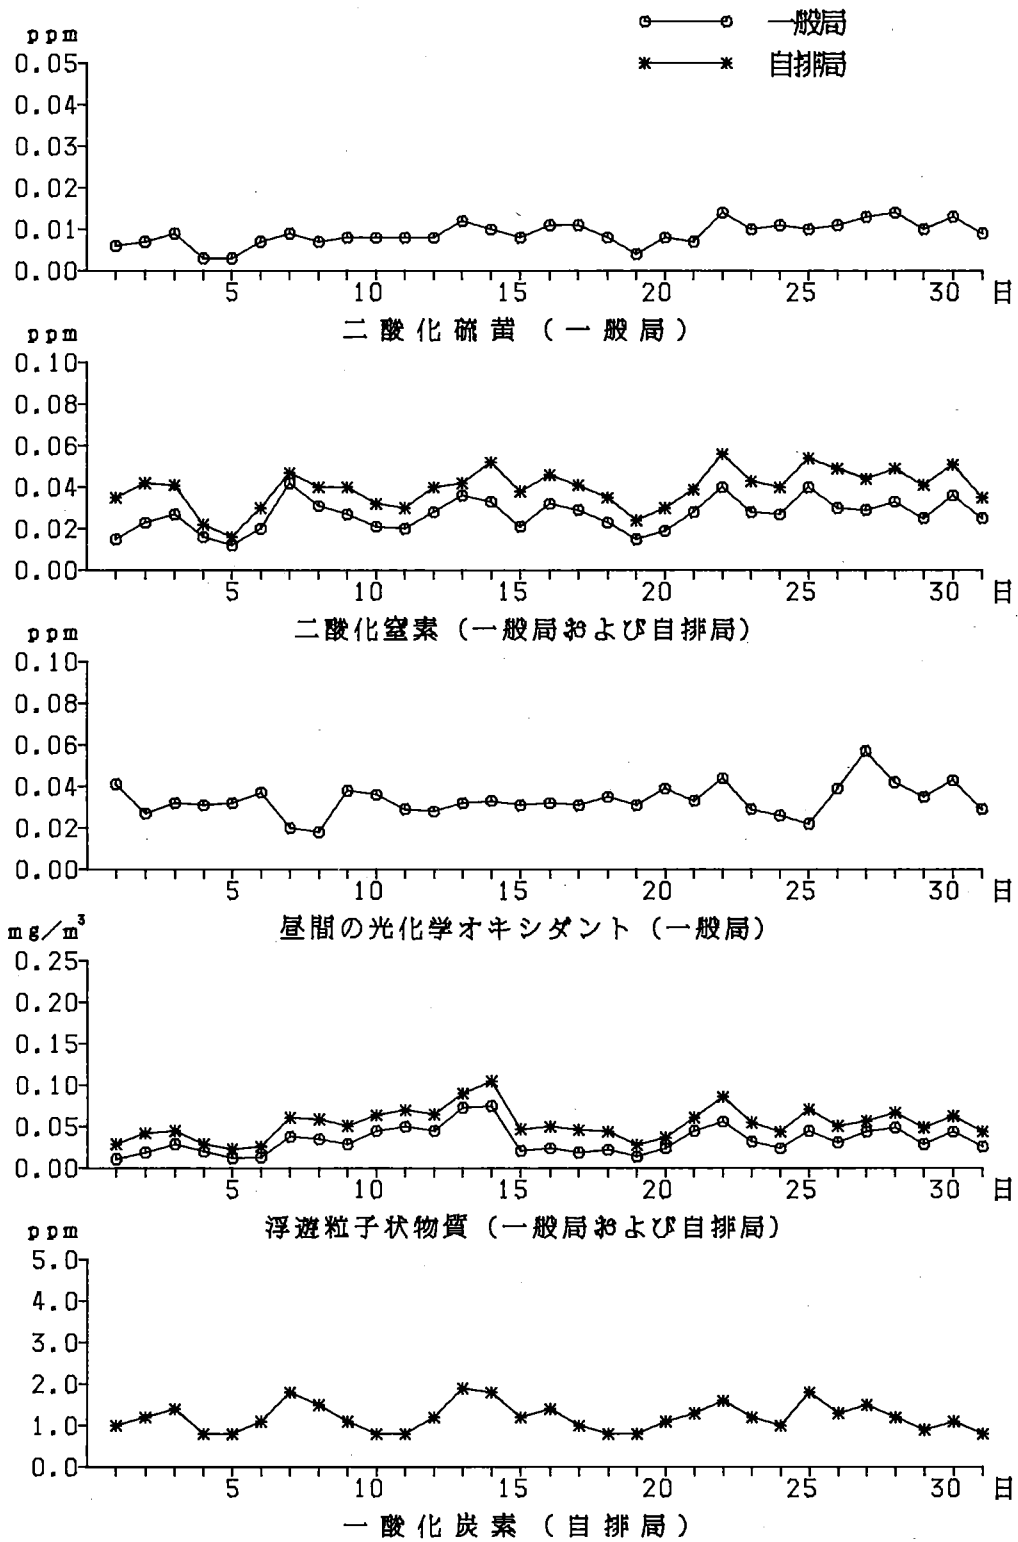 一般局
自排局
ppm
0.05
0.04
0.03
0.02
0.01
0.00
5 10 15 20 25 30 日
二酸化硫黄(一般局)
ppm
0.10
0.08
0.06
0.04
0.02
0.00
5 10 15 20 25 30 日
二酸化窒素(一般局および自排局)
ppm
0.10
0.08
0.06
0.04
0.02
0.00
5 10 15 20 25 30 日
昼間の光化学オキシダント(一般局)
mg/m³
0.25
0.20
0.15
0.10
0.05
0.00
5 10 15 20 25 30 日
浮遊粒子状物質(一般局および自排局)
ppm
5.0
4.0
3.0
2.0
1.0
0.0
5 10 15 20 25 30 日
一酸化炭素(自排局)